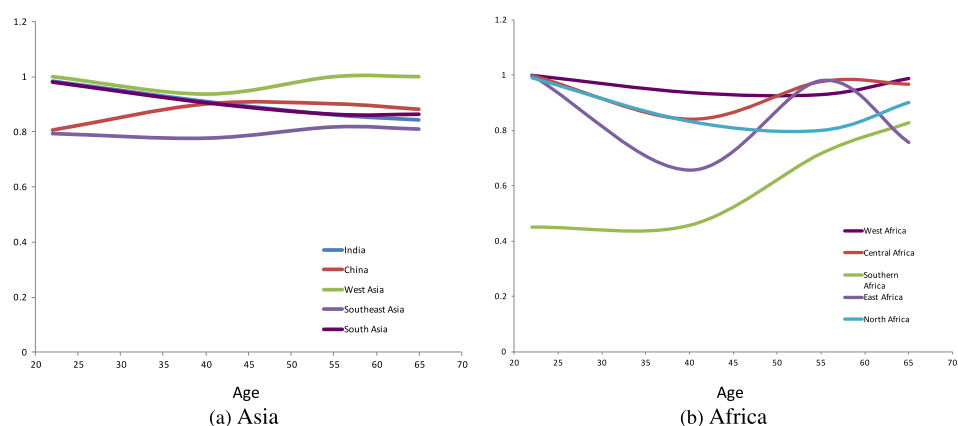 1.2
1
0.8
0.6
0.4
0.2
0
20 25 30 35 40 45 50 55 60 65 70
India
China
West Asia
Southeast Asia
South Asia
Age
(a) Asia
1.2
1
0.8
0.6
0.4
0.2
0
20 25 30 35 40 45 50 55 60 65 70
West Africa
Central Africa
Southern
Africa
East Africa
North Africa
Age
(b) Africa